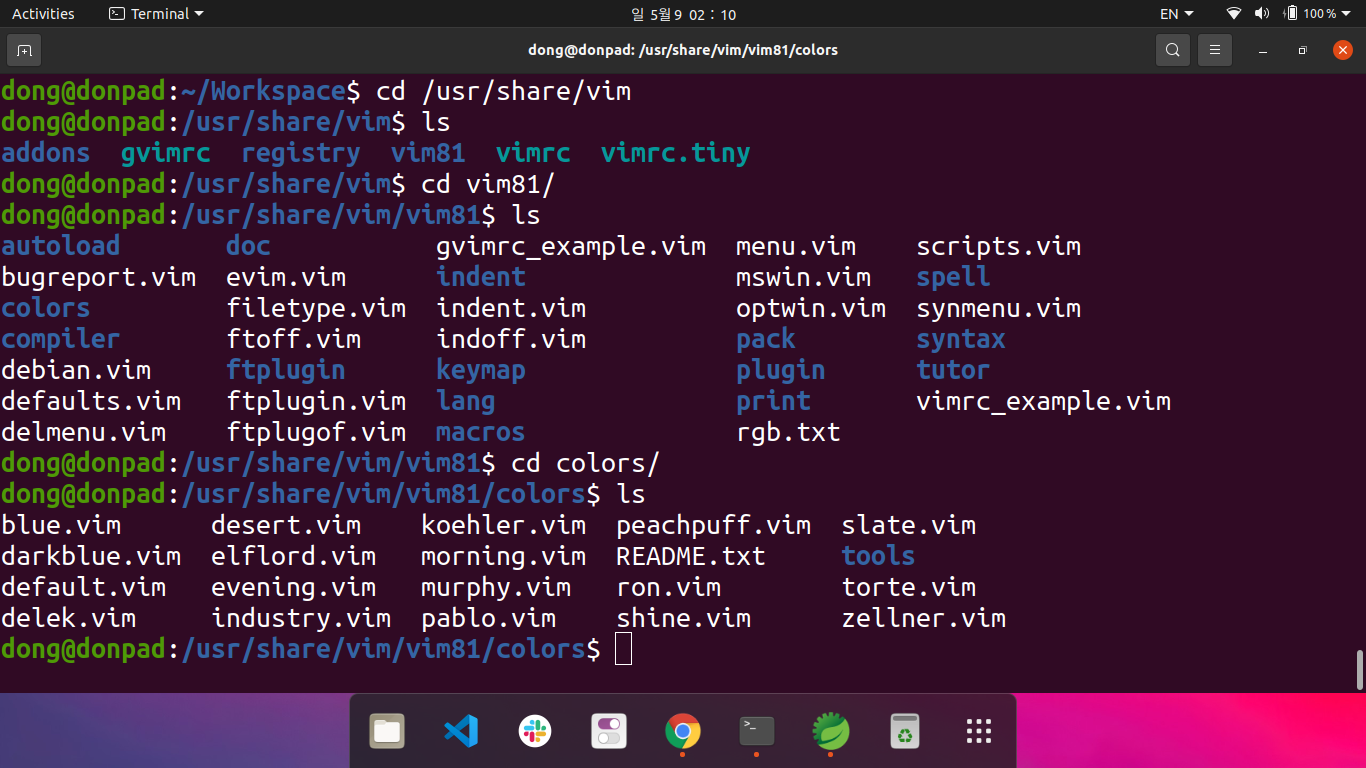 Activities Terminal 일 5월 9 02 : 10 EN 100 %
dong@donpad: /usr/share/vim/vim81/colors
dong@donpad:~/Workspace$ cd /usr/share/vim
dong@donpad:/usr/share/vim$ ls
addons gvimrc registry vim81 vimrc vimrc.tiny
dong@donpad:/usr/share/vim$ cd vim81/
dong@donpad:/usr/share/vim/vim81$ ls
autoload doc gvimrc_example.vim menu.vim scripts.vim
bugreport.vim evim.vim indent mswin.vim spell
colors filetype.vim indent.vim optwin.vim synmenu.vim
compiler ftoff.vim indoff.vim pack syntax
debian.vim ftplugin keymap plugin tutor
defaults.vim ftplugin.vim lang print vimrc_example.vim
delmenu.vim ftplugof.vim macros rgb.txt
dong@donpad:/usr/share/vim/vim81$ cd colors/
dong@donpad:/usr/share/vim/vim81/colors$ ls
blue.vim desert.vim koehler.vim peachpuff.vim slate.vim
darkblue.vim elflord.vim morning.vim README.txt tools
default.vim evening.vim murphy.vim ron.vim torte.vim
delek.vim industry.vim pablo.vim shine.vim zellner.vim
dong@donpad:/usr/share/vim/vim81/colors$